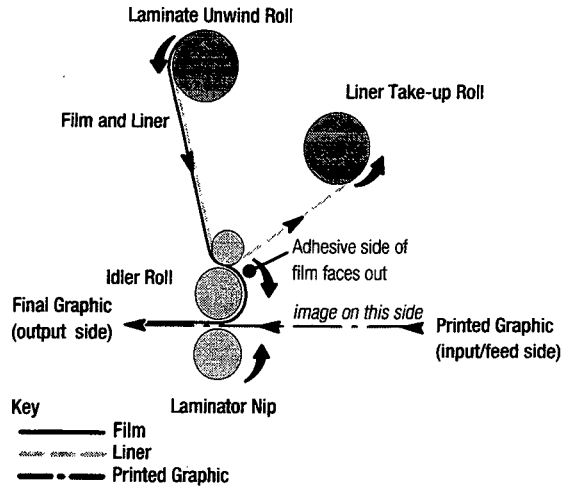 Laminate Unwind Roll
Liner Take-up Roll
Film and Liner
Adhesive side of
film faces out
Idler Roll
Final Graphic
(output side)
image on this side
Printed Graphic
(input/feed side)
Laminator Nip
Key
Film
Liner
Printed Graphic